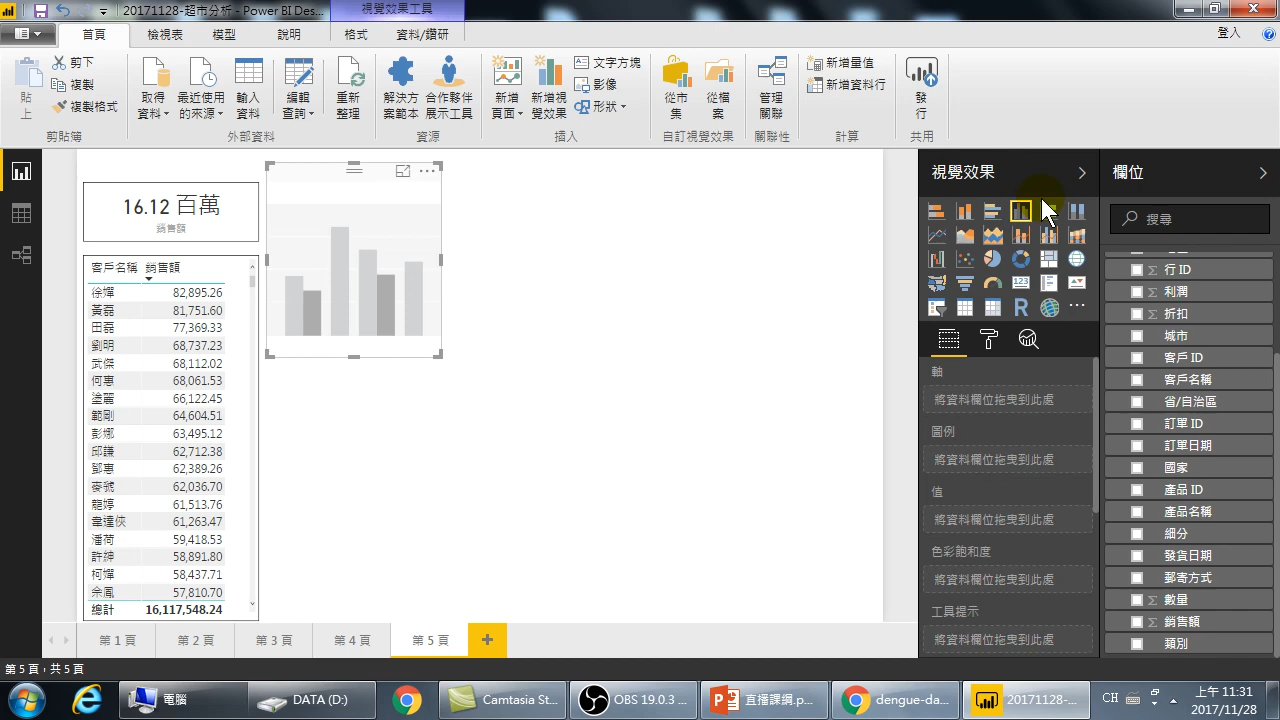 20171128-超市分析 - Power BI Des...
視覺效果工具
首頁
檢視表
模型
說明
格式
資料/鑽研
登入
貼上
剪下
複製
複製格式
剪貼簿
取得資料
最近使用的來源
輸入資料
編輯查詢
外部資料
重新整理
解決方案範本
合作夥伴展示工具
資源
新增頁面
新增視覺效果
文字方塊
影像
形狀
插入
從市集
從檔案
自訂視覺效果
管理關聯
關聯性
新增量值
新增資料行
計算
發行
共用
16.12 百萬
銷售額
客戶名稱 銷售額
徐嬋 82,895.26
黃磊 81,751.60
田磊 77,369.33
劉明 68,737.23
武傑 68,112.02
何惠 68,061.53
塗麗 66,122.45
範剛 64,604.51
彭娜 63,495.12
邱謙 62,712.38
鄧惠 62,389.26
62,036.70
龍婷 61,513.76
韋達俠 61,263.47
潘荷 59,418.53
許紳 58,891.80
柯嬋 58,437.71
余鳳 57,810.70
總計 16,117,548.24
視覺效果
123
R
軸
將資料欄位拖曳到此處
圖例
將資料欄位拖曳到此處
值
將資料欄位拖曳到此處
色彩飽和度
將資料欄位拖曳到此處
工具提示
將資料欄位拖曳到此處
欄位
搜尋
Σ 行 ID
Σ 利潤
Σ 折扣
城市
客戶 ID
客戶名稱
省/自治區
訂單 ID
訂單日期
國家
產品 ID
產品名稱
細分
發貨日期
郵寄方式
Σ 數量
Σ 銷售額
類別
第 1 頁
第 2 頁
第 3 頁
第 4 頁
第 5 頁
第 5 頁，共 5 頁
電腦
DATA (D:)
Camtasia St...
OBS 19.0.3 ...
直播課綱.p...
dengue-da...
20171128-...
CH
上午 11:31
2017/11/28